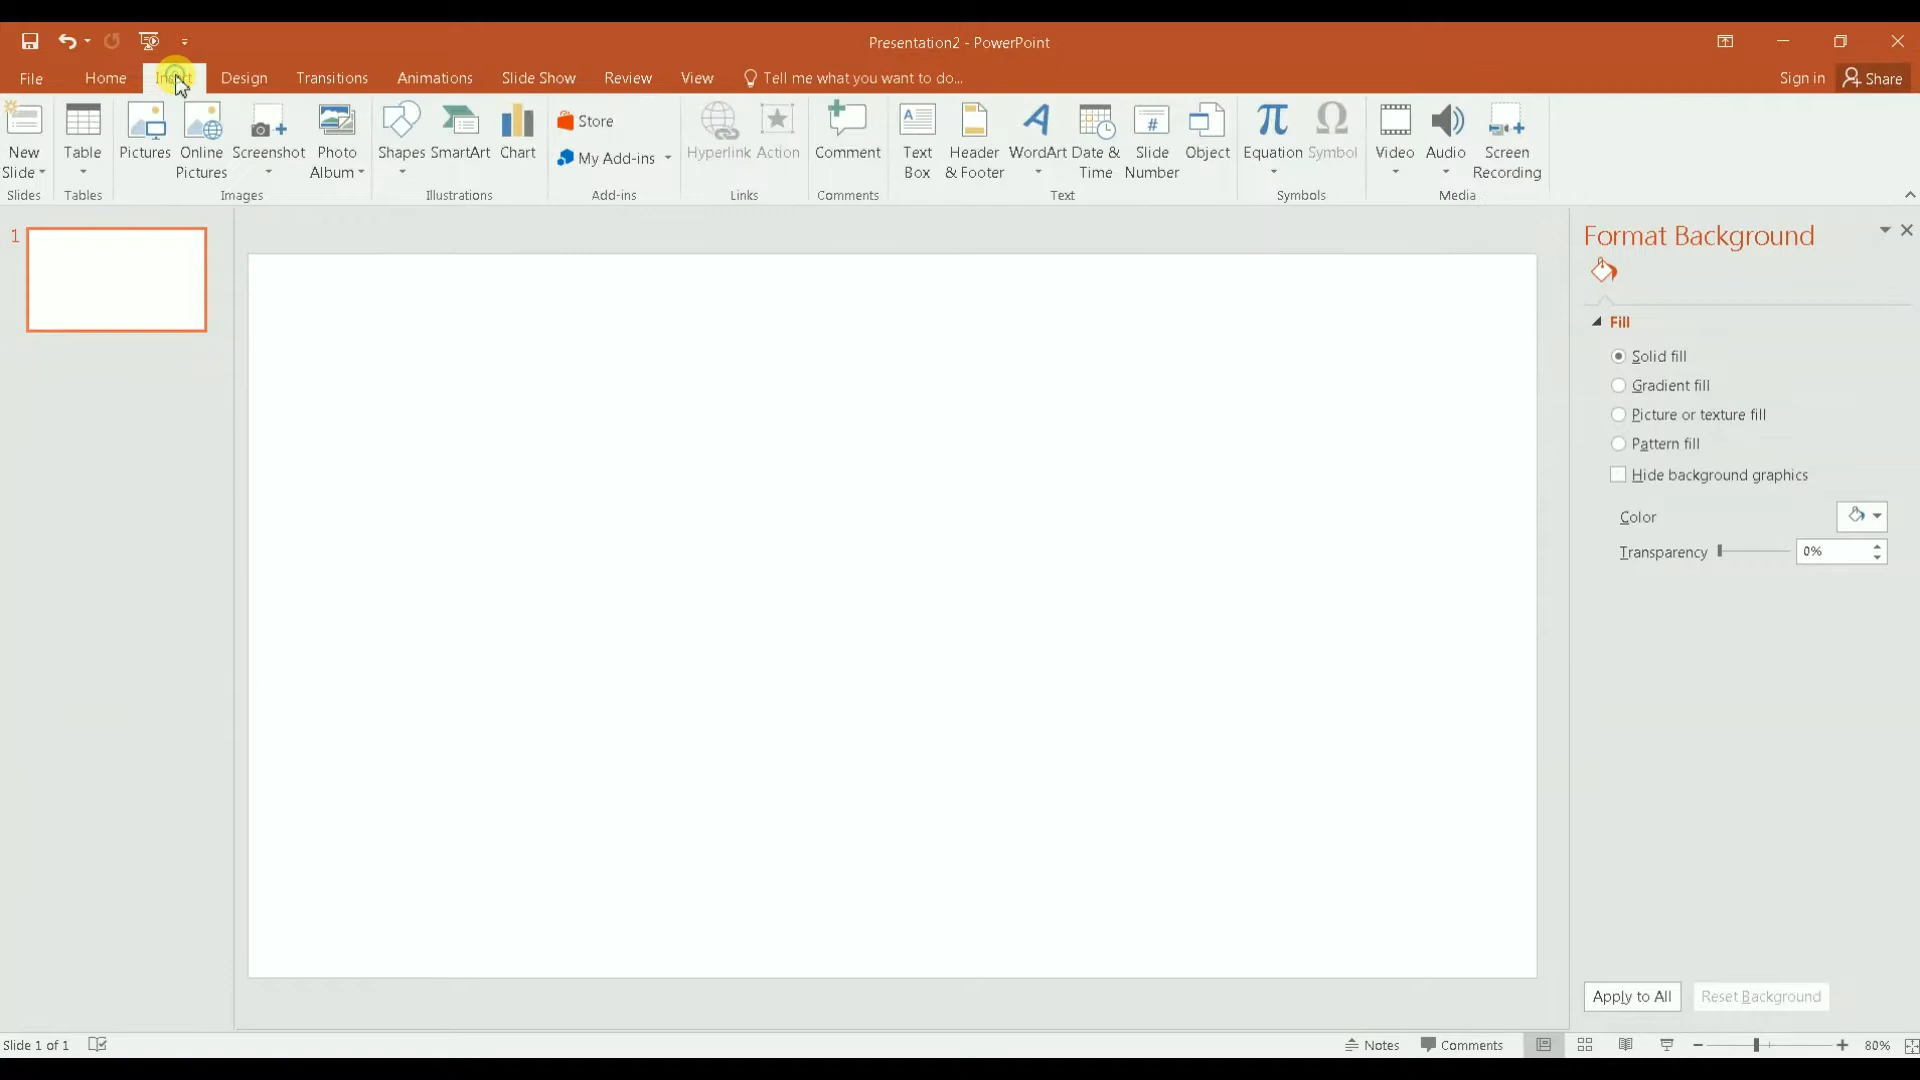 Presentation2 - PowerPoint
File Home Insert Design Transitions Animations Slide Show Review View Tell me what you want to do... Sign in Share
New Slide
Table
Pictures
Online Pictures
Screenshot
Photo Album
Shapes
SmartArt
Chart
Store
My Add-ins
Hyperlink
Action
Comment
Text Box
Header & Footer
WordArt
Date & Time
Slide Number
Object
Equation
Symbol
Video
Audio
Screen Recording
Slides Tables Images Illustrations Add-ins Links Comments Text Symbols Media
1
Format Background
Fill
Solid fill
Gradient fill
Picture or texture fill
Pattern fill
Hide background graphics
Color
Transparency 0%
Apply to All Reset Background
Slide 1 of 1 Notes Comments 80%